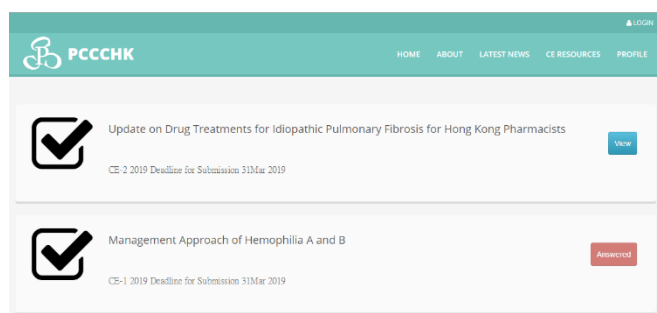 LOGIN
PCCCHK
HOME ABOUT LATEST NEWS CE RESOURCES PROFILE
Update on Drug Treatments for Idiopathic Pulmonary Fibrosis for Hong Kong Pharmacists
View
CE-2 2019 Deadline for Submission 31Mar 2019
Management Approach of Hemophilia A and B
Answered
CE-1 2019 Deadline for Submission 31Mar 2019